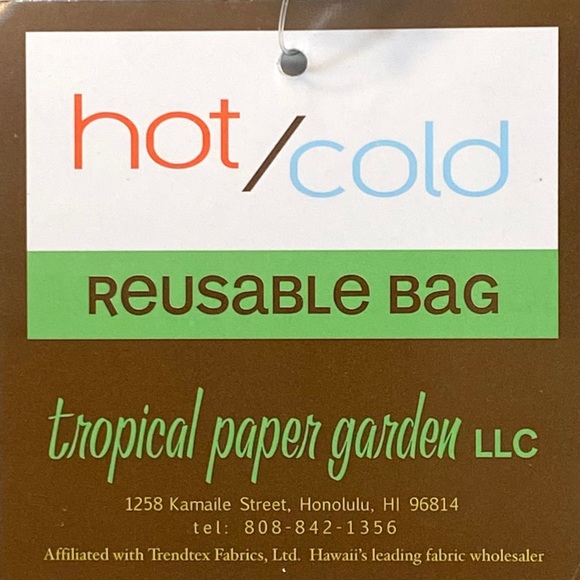 hot/cold
Reusable Bag
tropical paper garden LLC
1258 Kamaile Street, Honolulu, HI 96814
tel: 808-842-1356
Affiliated with Trendtex Fabrics, Ltd. Hawaii's leading fabric wholesaler